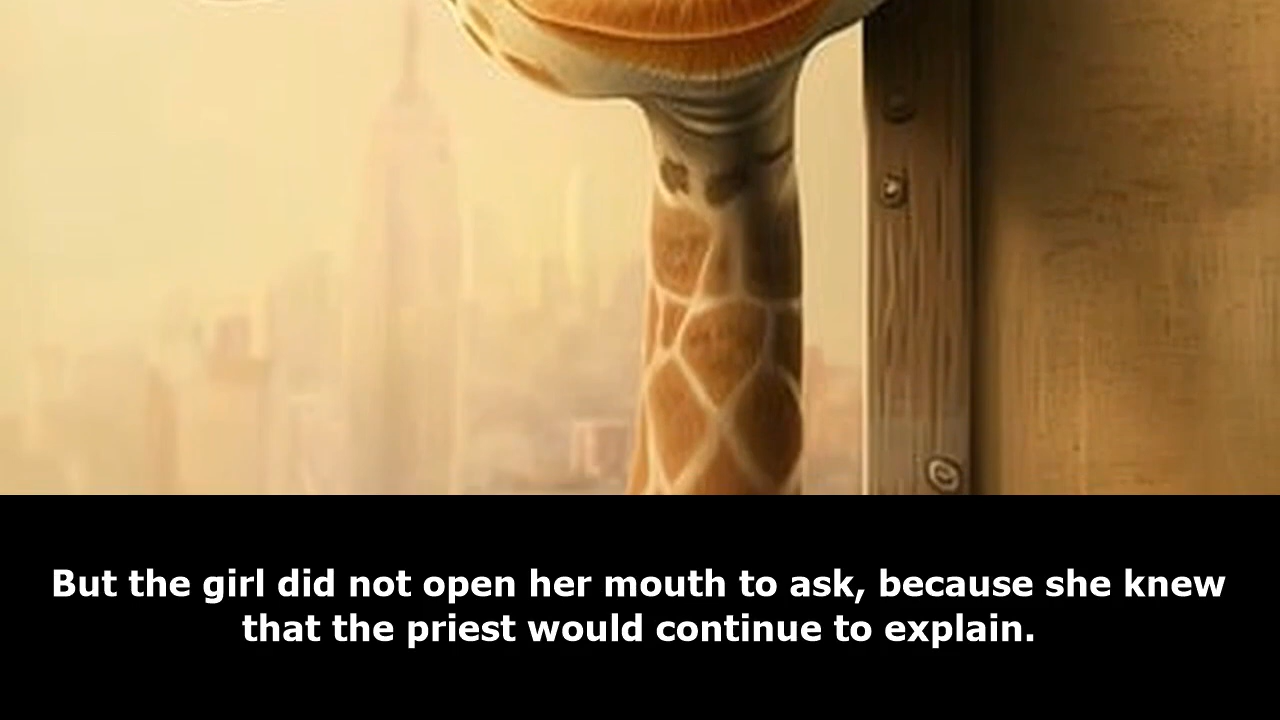 But the girl did not open her mouth to ask, because she knew
that the priest would continue to explain.